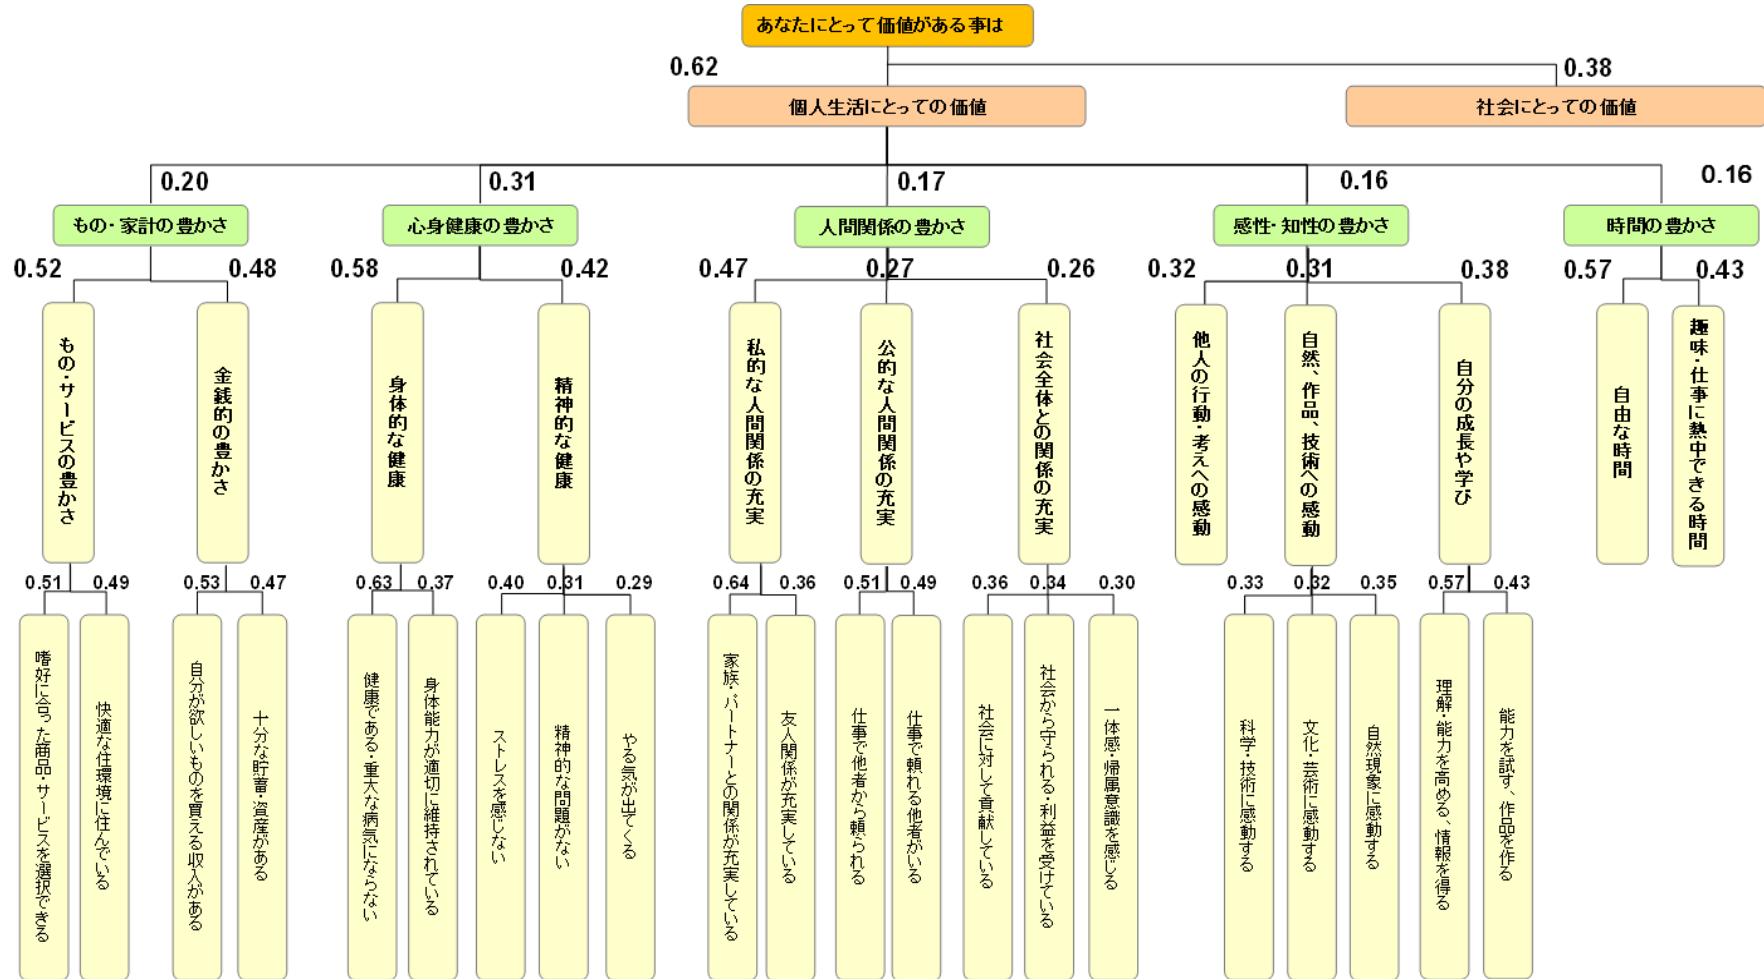 あなたにとって価値がある事は
0.62
0.38
個人生活にとっての価値
社会にとっての価値
0.20
0.31
0.17
0.16
0.16
もの・家計の豊かさ
心身健康の豊かさ
人間関係の豊かさ
感性・知性の豊かさ
時間の豊かさ
0.52
0.48
0.58
0.42
0.47
0.27
0.26
0.32
0.31
0.38
0.57
0.43
もの・サービスの豊かさ
金銭的の豊かさ
身体的な健康
精神的な健康
私的な人間関係の充実
公的な人間関係の充実
社会全体との関係の充実
他人の行動・考えへの感動
自然、作品、技術への感動
自分の成長や学び
自由な時間
趣味・仕事に熱中できる時間
0.51
0.49
0.53
0.47
0.63
0.37
0.40
0.31
0.29
0.64
0.36
0.51
0.49
0.36
0.34
0.30
0.33
0.32
0.35
0.57
0.43
嗜好に合った商品・サービスを選択できる
快適な住環境に住んでいる
自分が欲しいものを買える収入がある
十分な貯蓄・資産がある
健康である・重大な病気にならない
身体能力が適切に維持されている
ストレスを感じない
精神的な問題がない
やる気が出てくる
家族・パートナーとの関係が充実している
友人関係が充実している
仕事で他者から頼られる
仕事で頼れる他者がいる
社会に対して貢献している
社会から守られる・利益を受けている
一体感・帰属意識を感じる
科学・技術に感動する
文化・芸術に感動する
自然現象に感動する
理解・能力を高める、情報を得る
能力を試す、作品を作る